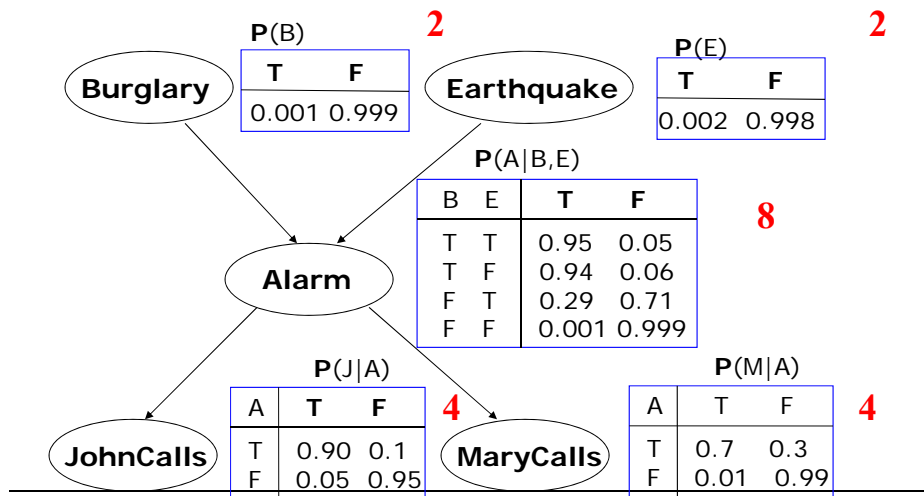 P(B)
2
2
T F
0.001 0.999
Burglary
Earthquake
P(E)
T F
0.002 0.998
P(A|B,E)
B E T F
T T 0.95 0.05
T F 0.94 0.06
F T 0.29 0.71
F F 0.001 0.999
8
Alarm
P(J|A)
A T F
T 0.90 0.1
F 0.05 0.95
4
P(M|A)
A T F
T 0.7 0.3
F 0.01 0.99
4
JohnCalls
MaryCalls